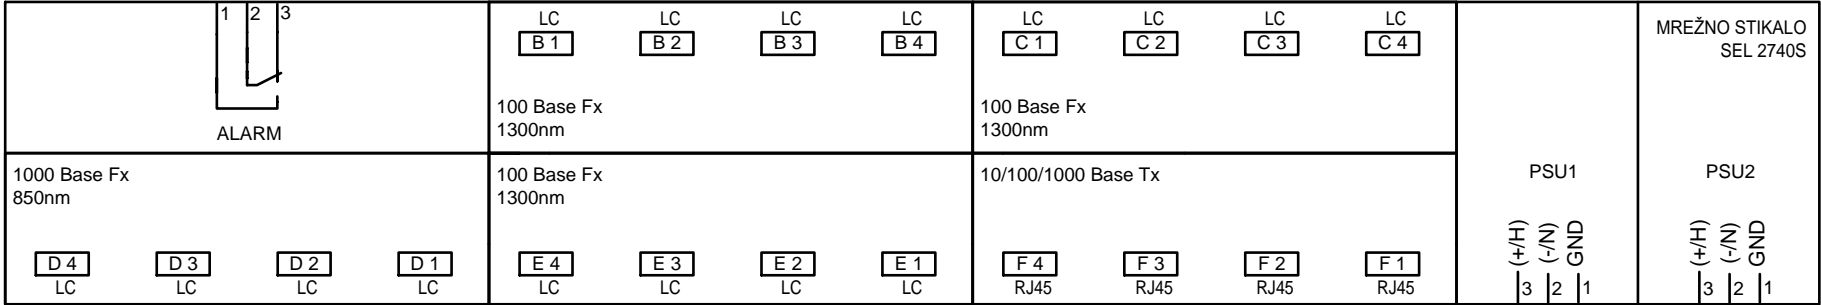 1 2 3
ALARM
LC LC LC LC
B 1 B 2 B 3 B 4
100 Base Fx
1300nm
LC LC LC LC
C 1 C 2 C 3 C 4
100 Base Fx
1300nm
MREŽNO STIKALO
SEL 2740S
1000 Base Fx
850nm
D 4 D 3 D 2 D 1
LC LC LC LC
100 Base Fx
1300nm
E 4 E 3 E 2 E 1
LC LC LC LC
10/100/1000 Base Tx
F 4 F 3 F 2 F 1
RJ45 RJ45 RJ45 RJ45
PSU1
(+/H) (-/N) GND
3 2 1
PSU2
(+/H) (-/N) GND
3 2 1